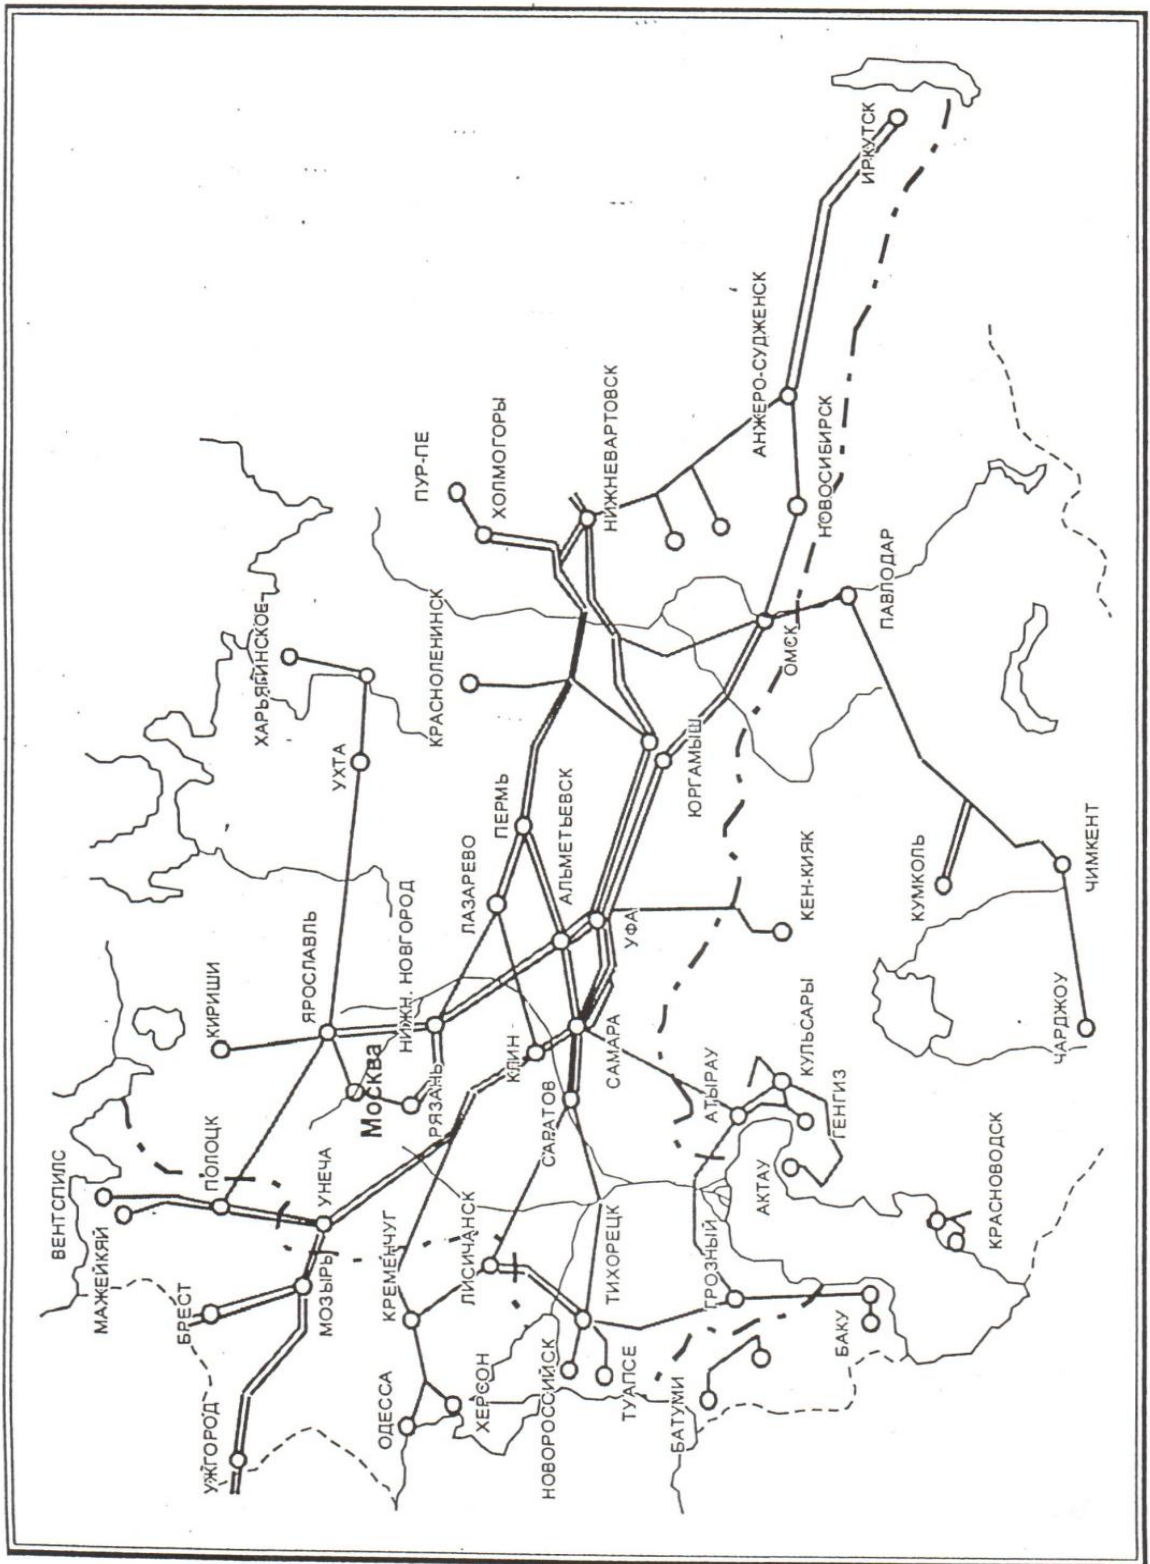 ВЕНТСПИЛС
МАЖЕЙКЯЙ
БРЕСТ
УЖГОРОД
ПОЛОЦК
КИРИШИ
ХАРЬЯГИНСКОЕ
ЯРОСЛАВЛЬ
УНЕЧА
МОЗЫРЬ
УХТА
Москва
ОДЕССА
КРЕМЕНЧУГ
НИЖН. НОВГОРОД
ПУР-ПЕ
РЯЗАНЬ
КРАСНОЛЕНИНСК
ЛИСИЧАНСК
ЛАЗАРЕВО
ХЕРСОН
ХОЛМОГОРЫ
ПЕРМЬ
КЛИН
НОВОРОССИЙСК
САРАТОВ
АЛЬМЕТЬЕВСК
НИЖНЕВАРТОВСК
ТИХОРЕЦК
САМАРА
ТУАПСЕ
УФА
БАТУМИ
ЮРГАМЫШ
ГРОЗНЫЙ
АТЫРАУ
АНЖЕРО-СУДЖЕНСК
АКТАУ
ОМСК
КУЛЬСАРЫ
КЕН-КИЯК
НОВОСИБИРСК
ТЕНГИЗ
БАКУ
ИРКУТСК
ПАВЛОДАР
КУМКОЛЬ
КРАСНОВОДСК
ЧАРДЖОУ
ЧИМКЕНТ